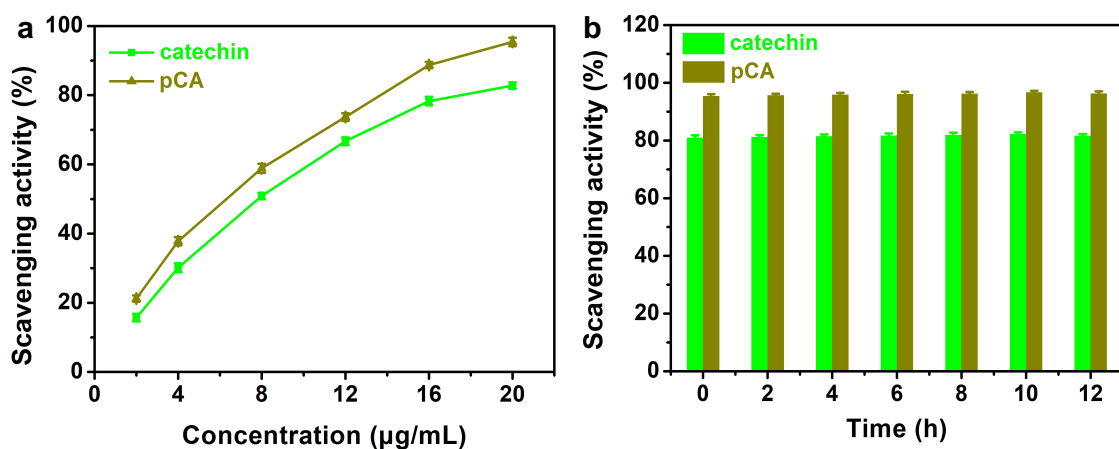 a
catechin
pCA
Scavenging activity (%)
100
80
60
40
20
0
0 4 8 12 16 20
Concentration (µg/mL)
b
catechin
pCA
Scavenging activity (%)
120
100
80
60
40
20
0
0 2 4 6 8 10 12
Time (h)